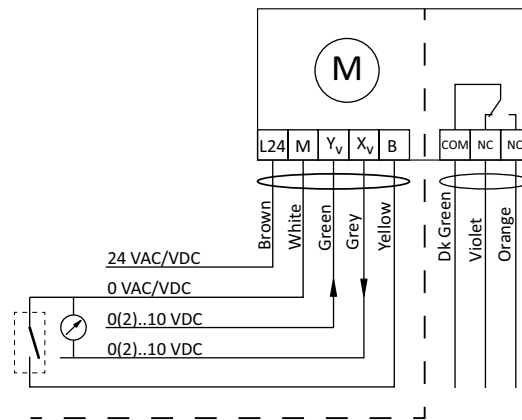 M
L24 M Yv Xv B COM NC NO
Brown
White
Green
Grey
Yellow
Dk Green
Violet
Orange
24 VAC/VDC
0 VAC/VDC
0(2)..10 VDC
0(2)..10 VDC